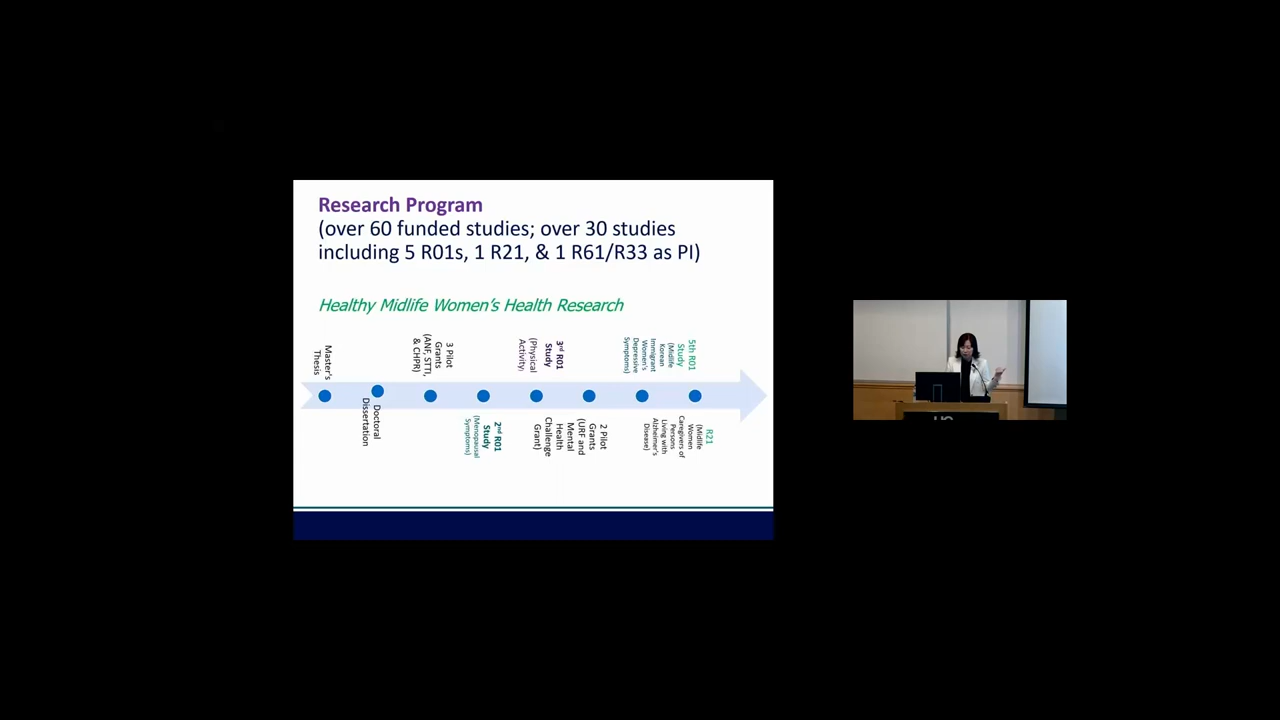 Research Program
(over 60 funded studies; over 30 studies
including 5 R01s, 1 R21, & 1 R61/R33 as PI)
Healthy Midlife Women's Health Research
Master's
Thesis
Doctoral
Dissertation
3 Pilot
Grants
(ANF, STTI,
& CHPR)
2nd R01
Study
(Menopausal
Symptoms)
3rd R01
Study
(Physical
Activity)
2 Pilot
Grants
(URF and
Mental
Health
Challenge
Grant)
5th R01
Study
(Midlife
Korean
Immigrant
Women's
Depressive
Symptoms)
R21
(Midlife
Women
Caregivers of
Persons
Living with
Alzheimer's
Disease)